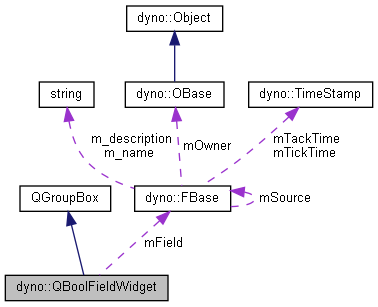 dyno::Object
string
dyno::OBase
dyno::TimeStamp
m_description
m_name
mOwner
mTackTime
mTickTime
QGroupBox
dyno::FBase
mSource
mField
dyno::QBoolFieldWidget